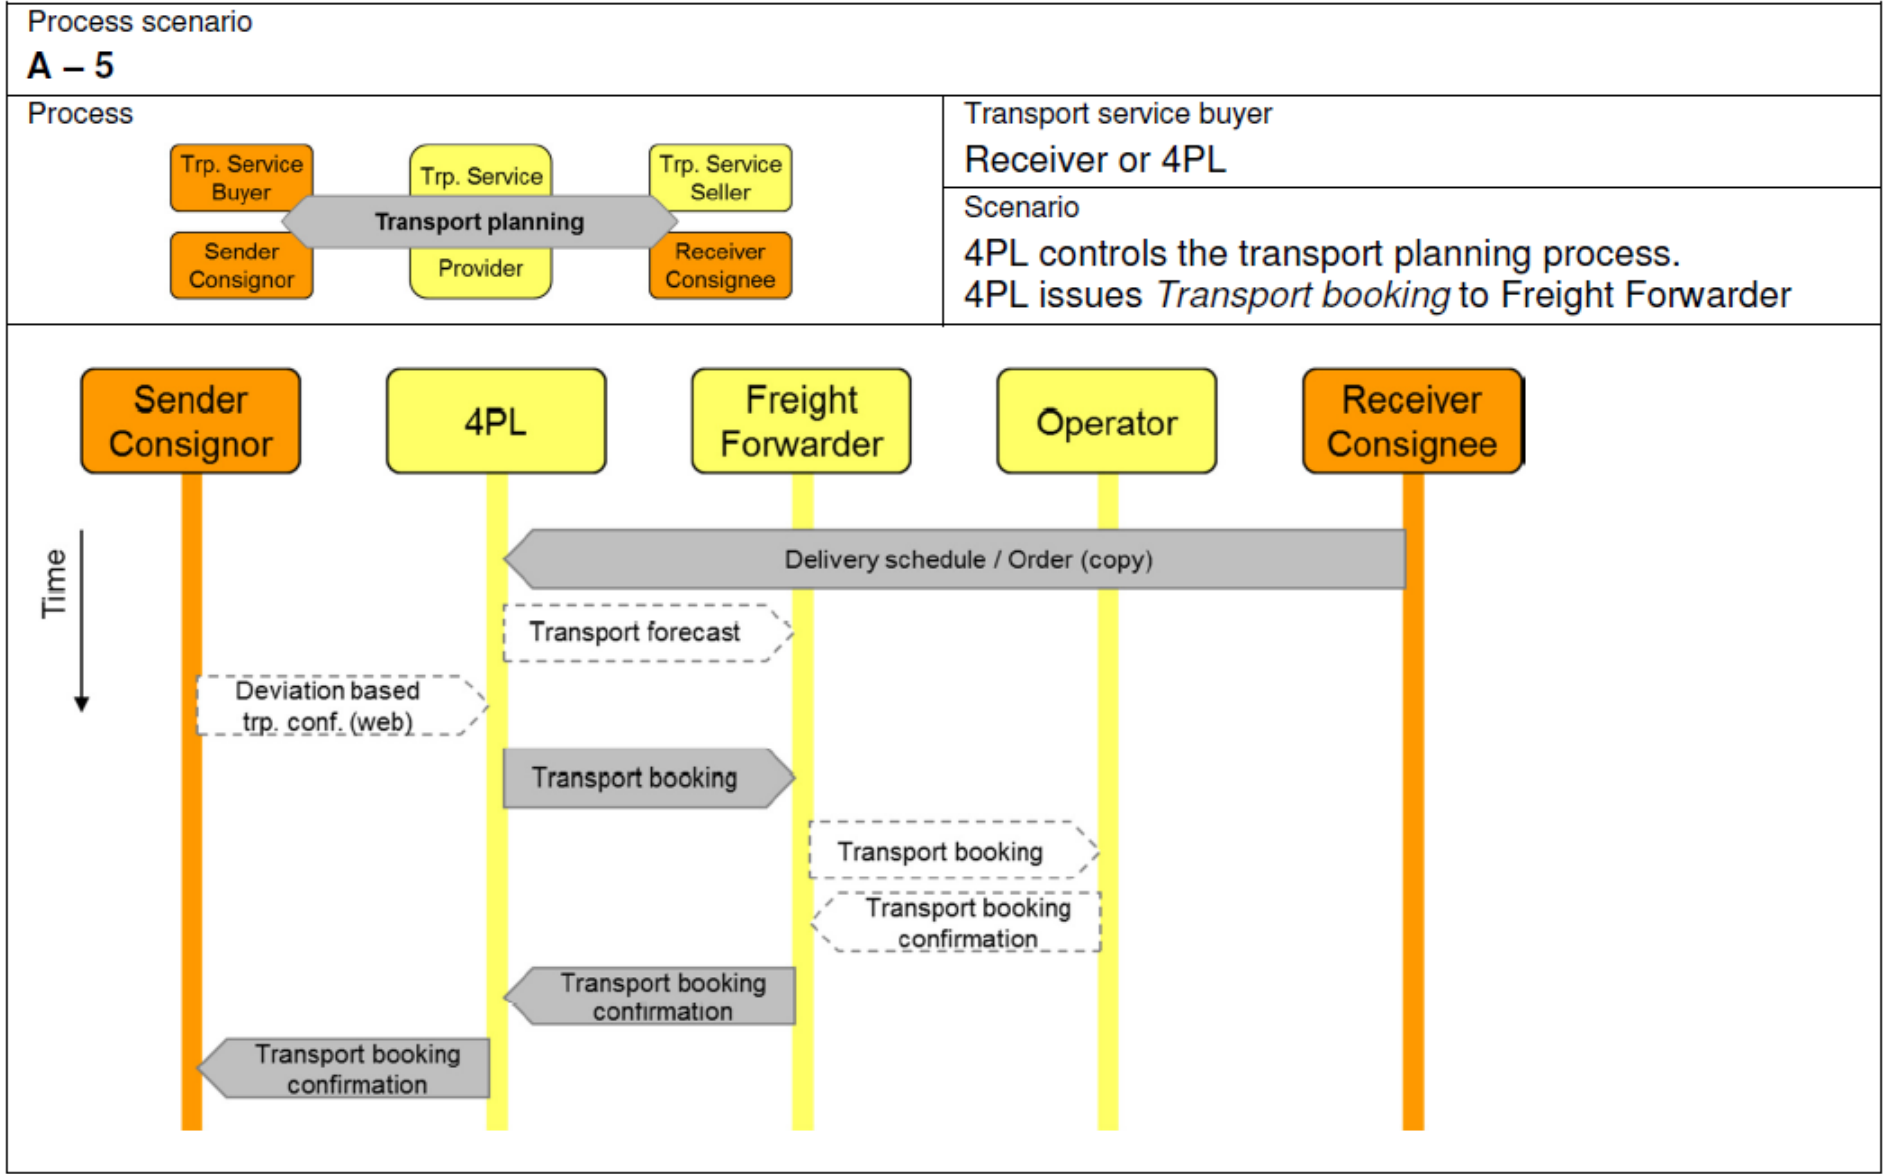 Process scenario
A – 5
Process
Trp. Service
Buyer
Trp. Service
Trp. Service
Seller
Transport planning
Sender
Consignor
Provider
Receiver
Consignee
Transport service buyer
Receiver or 4PL
Scenario
4PL controls the transport planning process.
4PL issues Transport booking to Freight Forwarder
Sender
Consignor
4PL
Freight
Forwarder
Operator
Receiver
Consignee
Time
Delivery schedule / Order (copy)
Transport forecast
Deviation based
trp. conf. (web)
Transport booking
Transport booking
Transport booking
confirmation
Transport booking
confirmation
Transport booking
confirmation